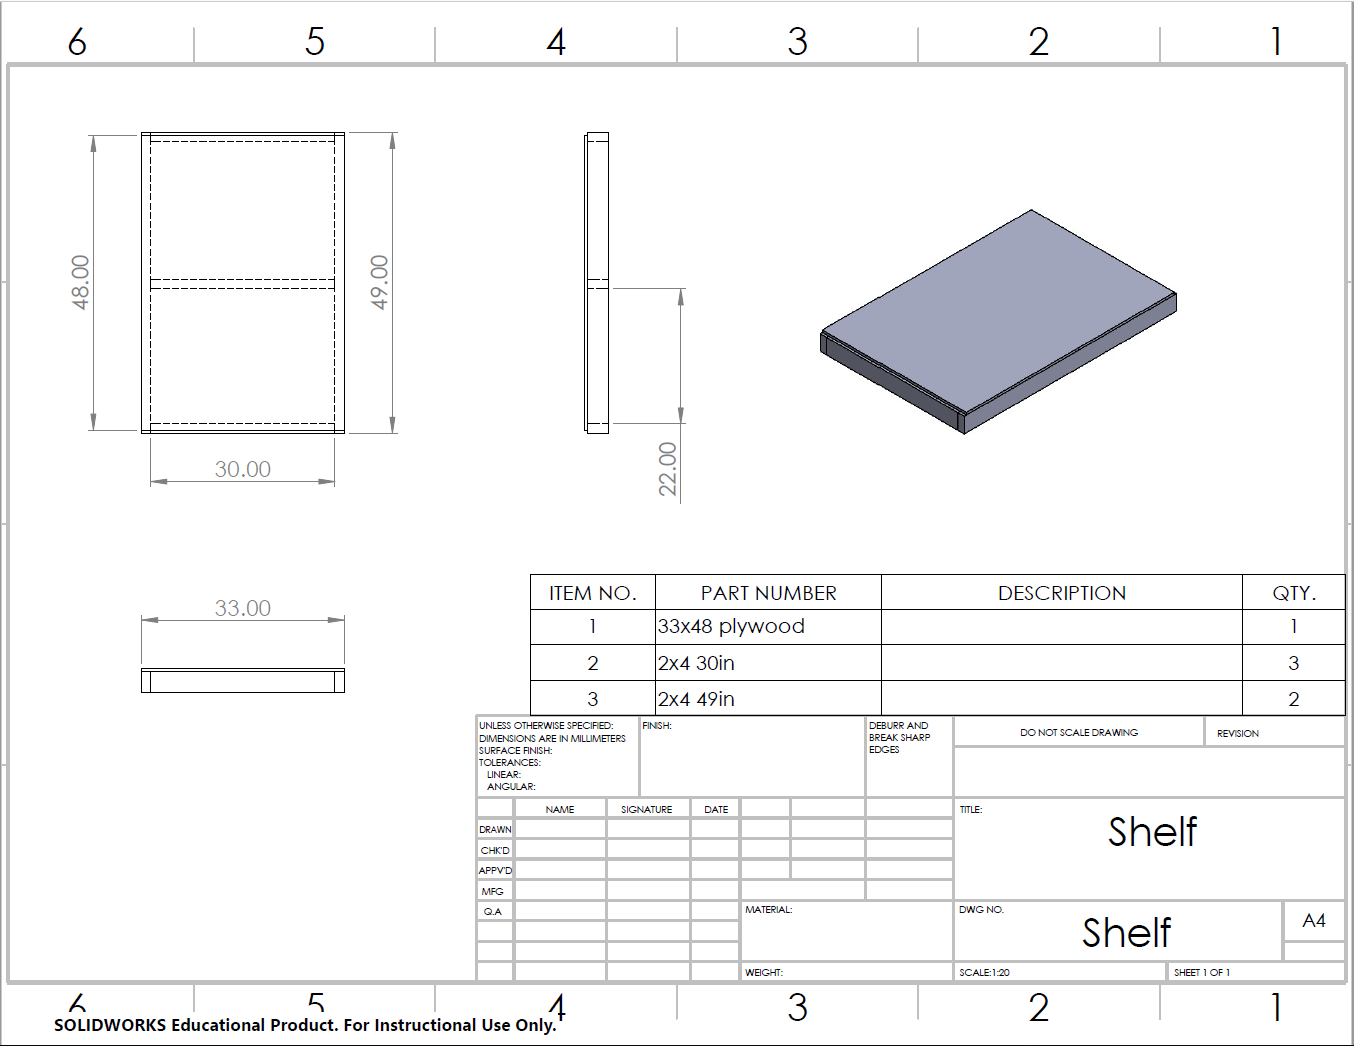 6 5 4 3 2 1
48.00
49.00
30.00
22.00
33.00
ITEM NO. PART NUMBER DESCRIPTION QTY.
1 33x48 plywood 1
2 2x4 30in 3
3 2x4 49in 2
UNLESS OTHERWISE SPECIFIED:
DIMENSIONS ARE IN MILLIMETERS
SURFACE FINISH:
TOLERANCES:
LINEAR:
ANGULAR:
FINISH:
DEBURR AND
BREAK SHARP
EDGES
DO NOT SCALE DRAWING
REVISION
NAME SIGNATURE DATE
DRAWN
CHK'D
APPV'D
MFG
Q.A
TITLE:
Shelf
MATERIAL:
DWG NO.
Shelf
A4
WEIGHT:
SCALE:1:20
SHEET 1 OF 1
6 5 4 3 2 1
SOLIDWORKS Educational Product. For Instructional Use Only.